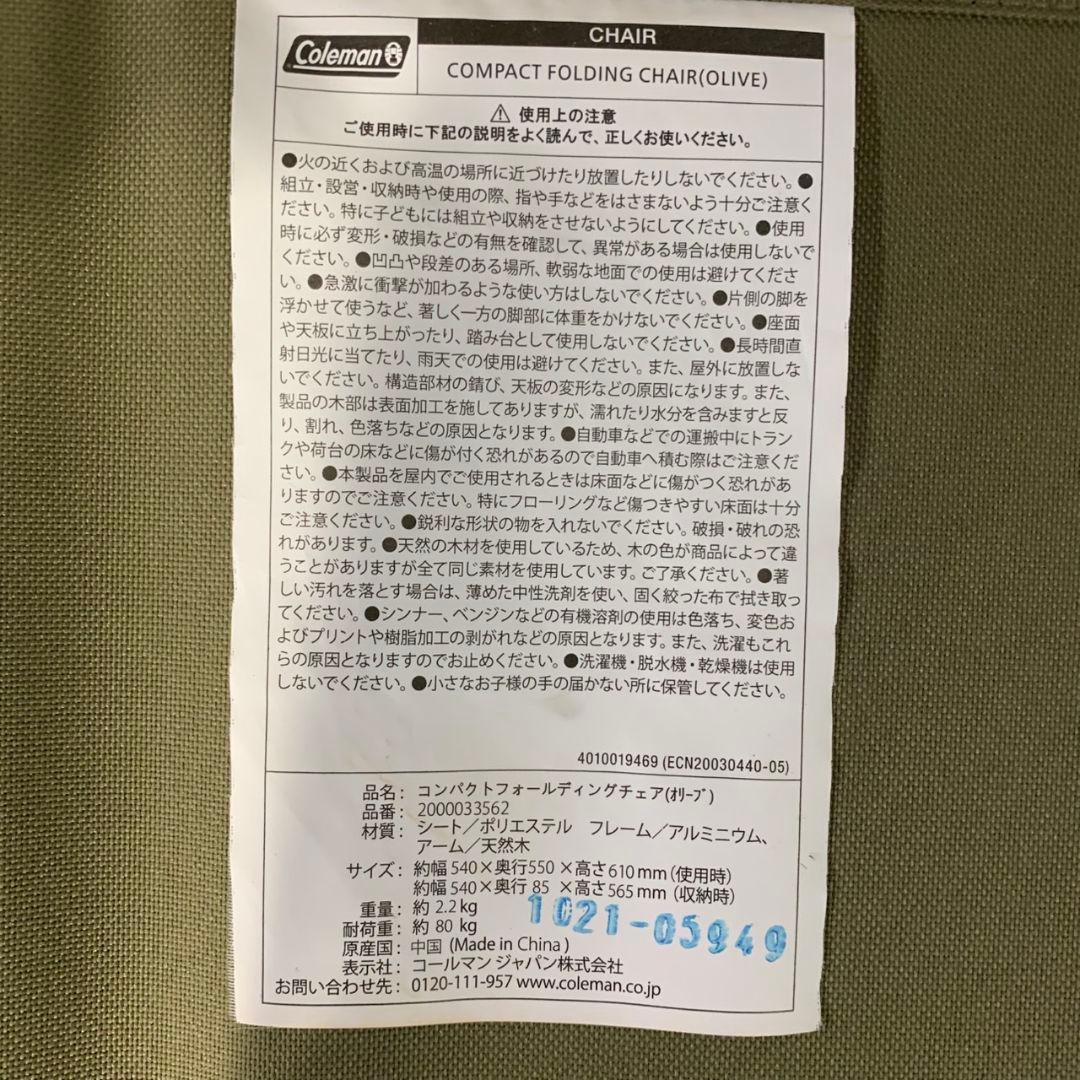 Coleman
CHAIR
COMPACT FOLDING CHAIR(OLIVE)
⚠ 使用上の注意
ご使用時に下記の説明をよく読んで、正しくお使いください。
●火の近くおよび高温の場所に近づけたり放置したりしないでください。●
組立・設営・収納時や使用の際、指や手などをはさまないよう十分ご注意く
ださい。特に子どもには組立や収納をさせないようにしてください。●使用
時に必ず変形・破損などの有無を確認して、異常がある場合は使用しないで
ください。●凹凸や段差のある場所、軟弱な地面での使用は避けてくださ
い。●急激に衝撃が加わるような使い方はしないでください。●片側の脚を
浮かせて使うなど、著しく一方の脚部に体重をかけないでください。●座面
や天板に立ち上がったり、踏み台として使用しないでください。●長時間直
射日光に当てたり、雨天での使用は避けてください。また、屋外に放置しな
いでください。構造部材の錆び、天板の変形などの原因になります。また、
製品の木部は表面加工を施してありますが、濡れたり水分を含みますと反
り、割れ、色落ちなどの原因となります。●自動車などでの運搬中にトラン
クや荷台の床などに傷が付く恐れがあるので自動車へ積む際はご注意くだ
さい。●本製品を屋内でご使用されるときは床面などに傷がつく恐れがあ
りますのでご注意ください。特にフローリングなど傷つきやすい床面は十分
ご注意ください。●鋭利な形状の物を入れないでください。破損・破れの恐
れがあります。●天然の木材を使用しているため、木の色が商品によって違
うことがありますが全て同じ素材を使用しています。ご了承ください。●著
しい汚れを落とす場合は、薄めた中性洗剤を使い、固く絞った布で拭き取っ
てください。●シンナー、ベンジンなどの有機溶剤の使用は色落ち、変色お
よびプリントや樹脂加工の剥がれなどの原因となります。また、洗濯もこれ
らの原因となりますのでお止めください。●洗濯機・脱水機・乾燥機は使用
しないでください。●小さなお子様の手の届かない所に保管してください。
4010019469 (ECN20030440-05)
品名: コンパクトフォールディングチェア(ｵﾘｰﾌﾞ)
品番: 2000033562
材質: シート／ポリエステル フレーム／アルミニウム、
アーム／天然木
サイズ: 約幅540×奥行550×高さ610mm(使用時)
約幅540×奥行 85 ×高さ565mm (収納時)
重量: 約 2.2kg
耐荷重: 約 80 kg
1021-05949
原産国: 中国 (Made in China)
表示社: コールマン ジャパン株式会社
お問い合わせ先: 0120-111-957 www.coleman.co.jp